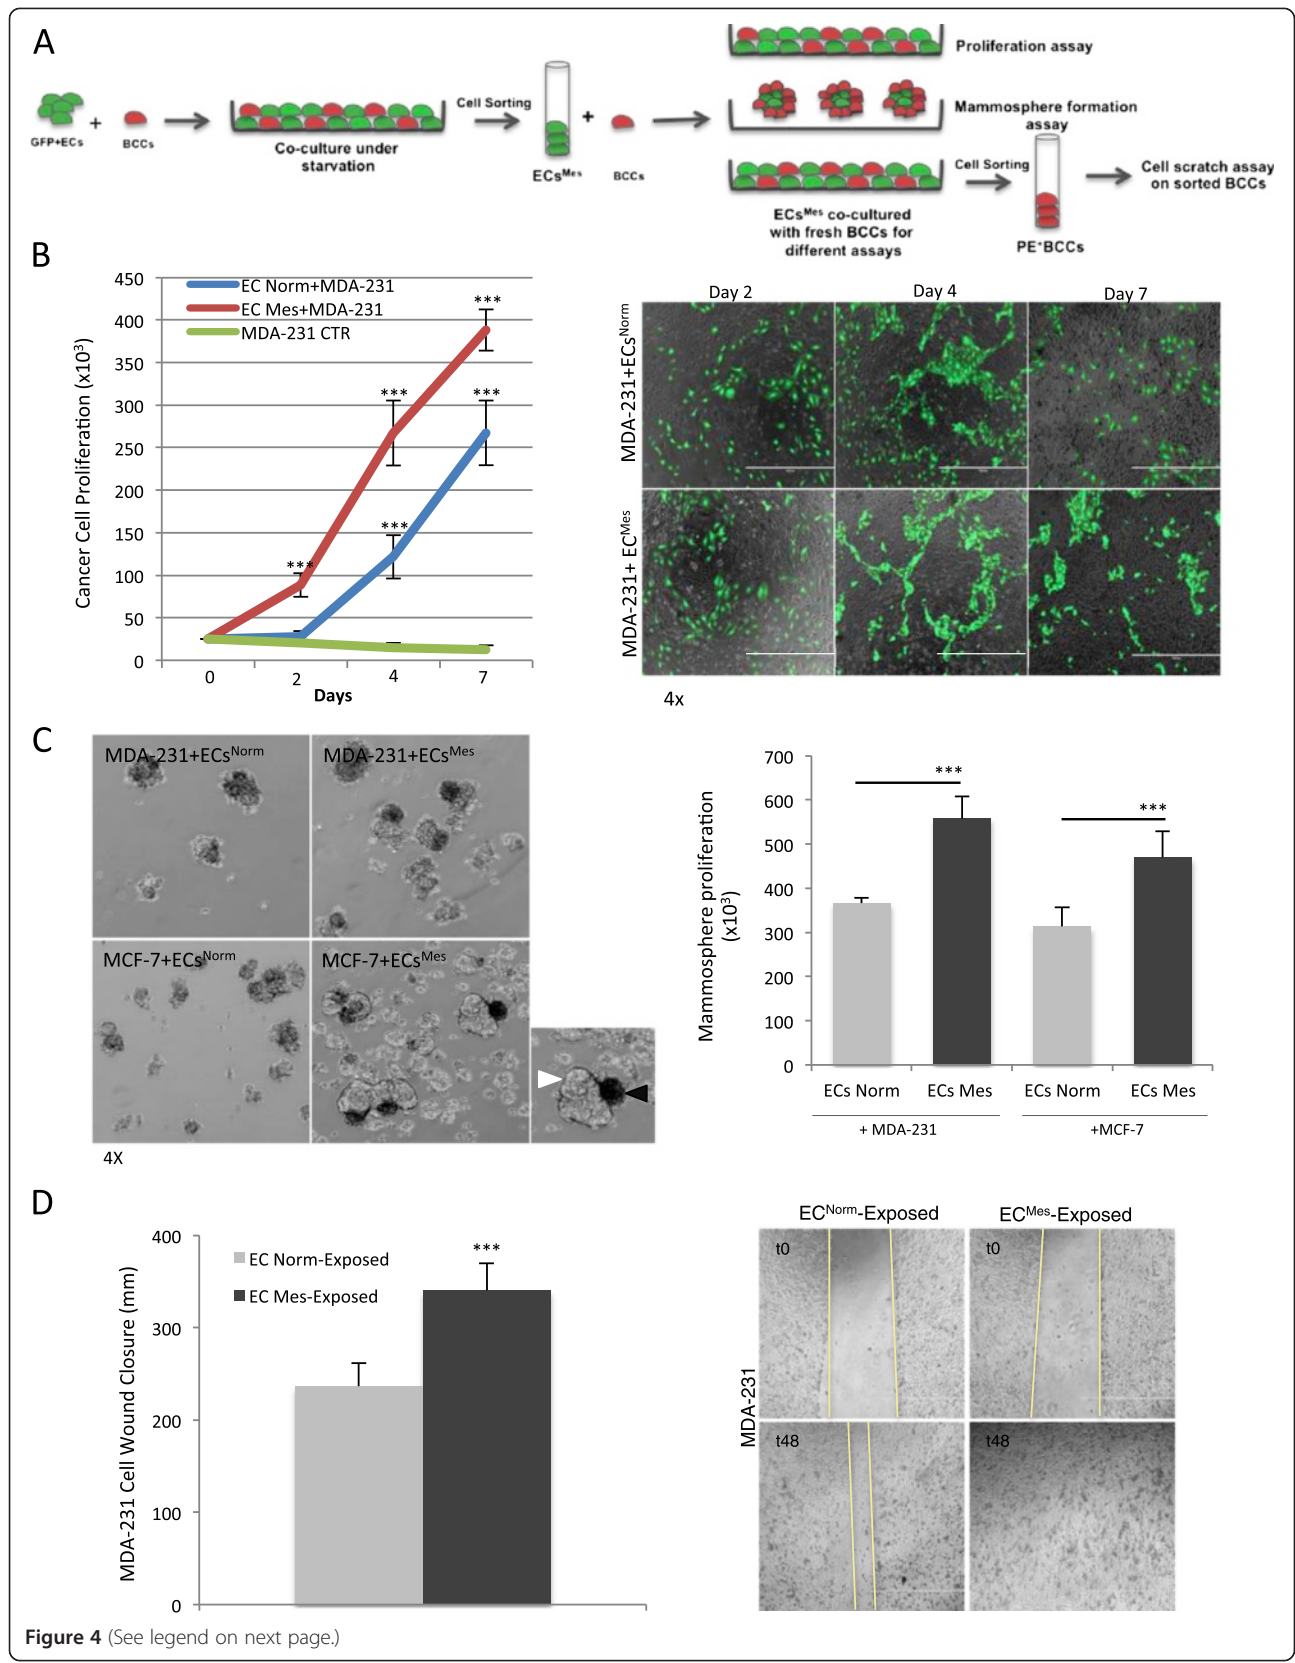 A
GFP+ECs
+
BCCs
Co-culture under
starvation
Cell Sorting
ECsMes
+
BCCs
Proliferation assay
Mammosphere formation
assay
ECsMes co-cultured
with fresh BCCs for
different assays
Cell Sorting
PE+BCCs
Cell scratch assay
on sorted BCCs
B
Cancer Cell Proliferation (x10³)
450
400
350
300
250
200
150
100
50
0
EC Norm+MDA-231
EC Mes+MDA-231
MDA-231 CTR
***
***
***
***
***
0
2
4
7
Days
Day 2
Day 4
Day 7
MDA-231+ECsNorm
MDA-231+ ECMes
4x
C
MDA-231+ECsNorm
MDA-231+ECsMes
MCF-7+ECsNorm
MCF-7+ECsMes
4X
Mammosphere proliferation
(x10³)
700
600
500
400
300
200
100
0
***
***
ECs Norm
ECs Mes
ECs Norm
ECs Mes
+ MDA-231
+MCF-7
D
MDA-231 Cell Wound Closure (mm)
400
300
200
100
0
EC Norm-Exposed
EC Mes-Exposed
***
ECNorm-Exposed
ECMes-Exposed
MDA-231
t0
t0
t48
t48
Figure 4 (See legend on next page.)